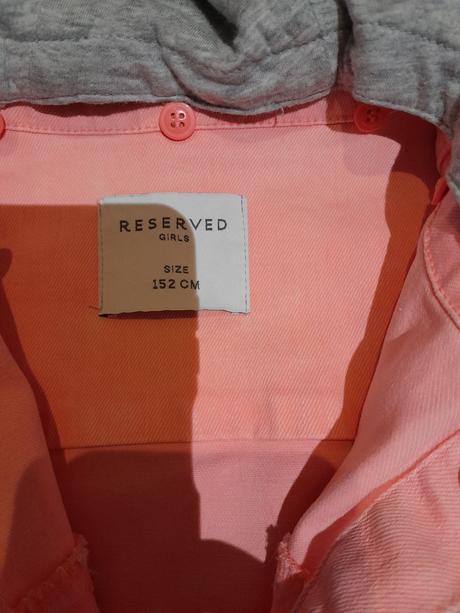 RESERVED
GIRLS
SIZE
152 CM